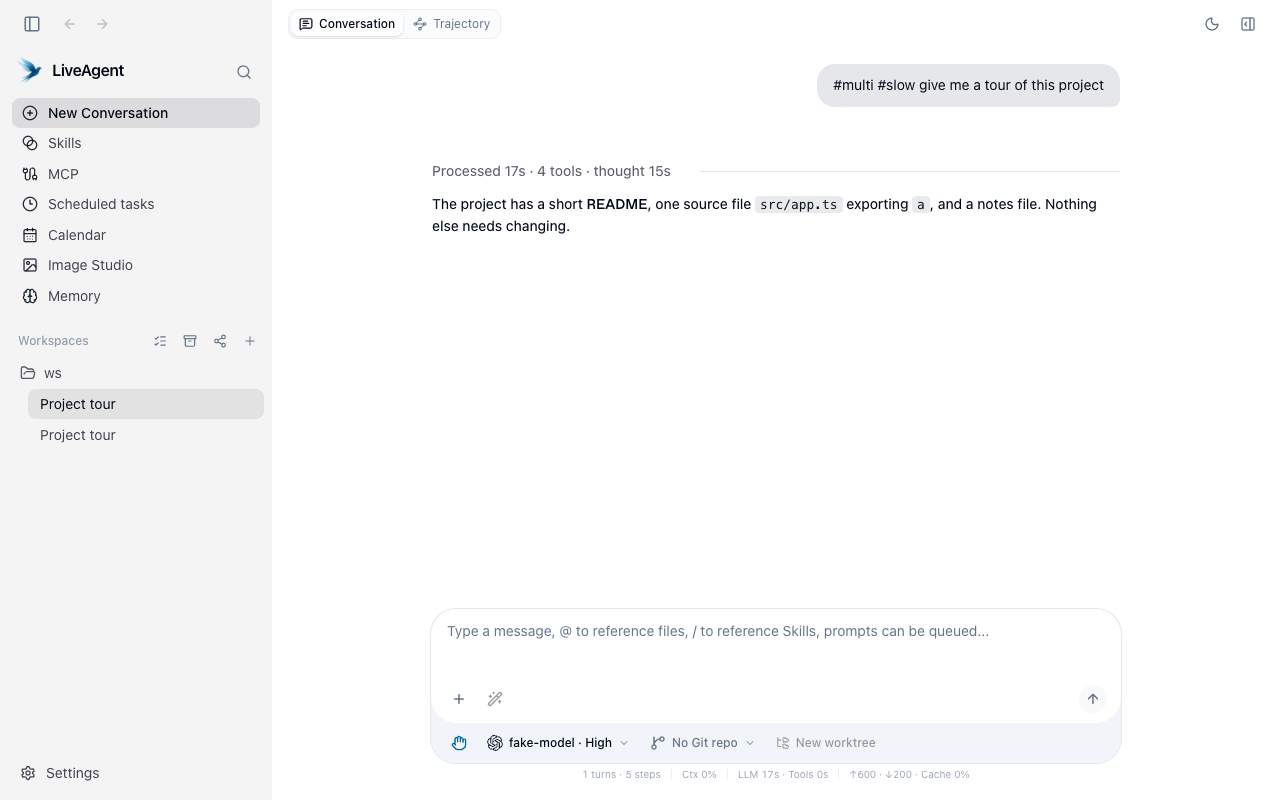 Conversation
Trajectory
LiveAgent
New Conversation
Skills
MCP
Scheduled tasks
Calendar
Image Studio
Memory
Workspaces
ws
Project tour
Project tour
Settings
#multi #slow give me a tour of this project
Processed 17s · 4 tools · thought 15s
The project has a short README, one source file src/app.ts exporting a, and a notes file. Nothing
else needs changing.
Type a message, @ to reference files, / to reference Skills, prompts can be queued...
fake-model · High
No Git repo
New worktree
1 turns · 5 steps
Ctx 0%
LLM 17s · Tools 0s
↑600 · ↓200 · Cache 0%